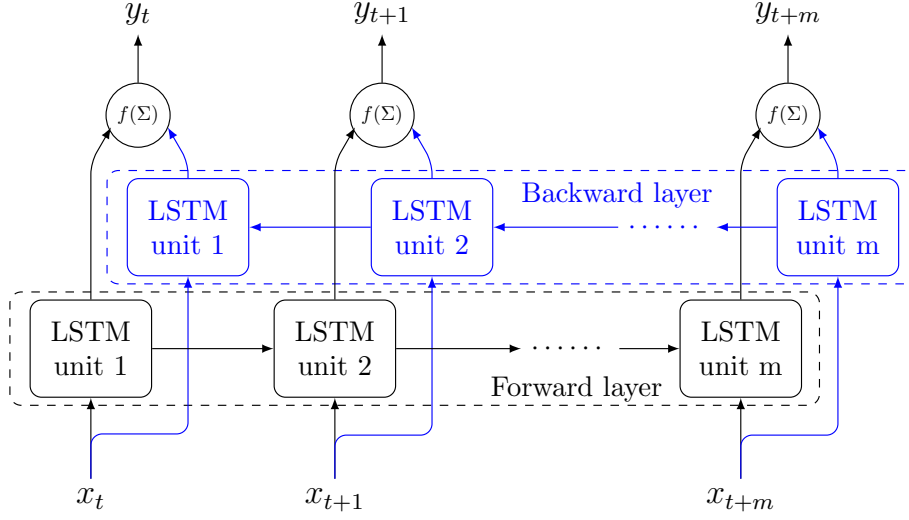 y_t y_{t+1} y_{t+m}
f(Σ) f(Σ) f(Σ)
Backward layer
LSTM LSTM LSTM
unit 1 unit 2 ...... unit m
LSTM LSTM LSTM
unit 1 unit 2 ...... unit m
Forward layer
x_t x_{t+1} x_{t+m}